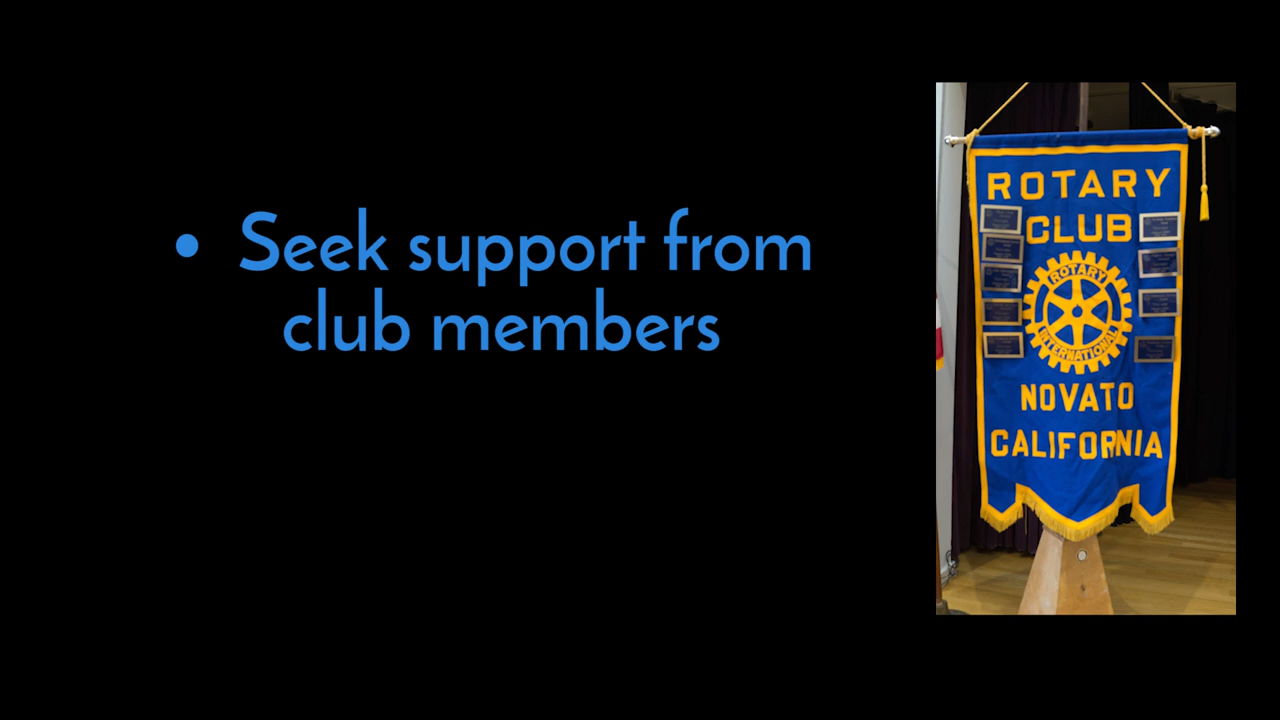 • Seek support from
club members
ROTARY
CLUB
ROTARY
INTERNATIONAL
NOVATO
CALIFORNIA